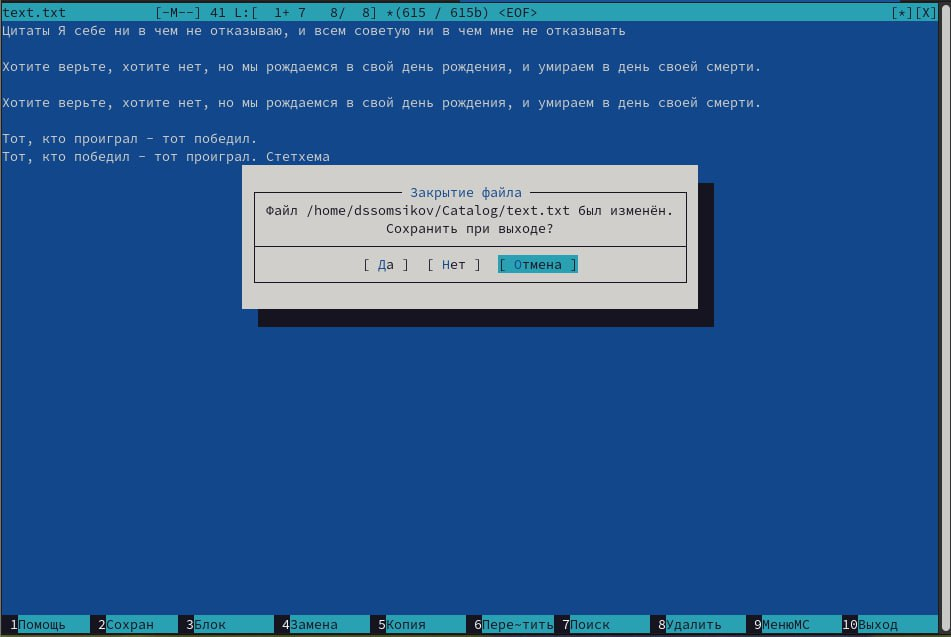 text.txt [-M--] 41 L:[ 1+ 7 8/ 8] *(615 / 615b) <EOF> [*][X]
Цитаты Я себе ни в чем не отказываю, и всем советую ни в чем мне не отказывать
Хотите верьте, хотите нет, но мы рождаемся в свой день рождения, и умираем в день своей смерти.
Хотите верьте, хотите нет, но мы рождаемся в свой день рождения, и умираем в день своей смерти.
Тот, кто проиграл - тот победил.
Тот, кто победил - тот проиграл. Стетхема
Закрытие файла
Файл /home/dssomsikov/Catalog/text.txt был изменён.
Сохранить при выходе?
[ Да ] [ Нет ] [ Отмена ]
1Помощь 2Сохран 3Блок 4Замена 5Копия 6Пере~тить 7Поиск 8Удалить 9МенюМС 10Выход